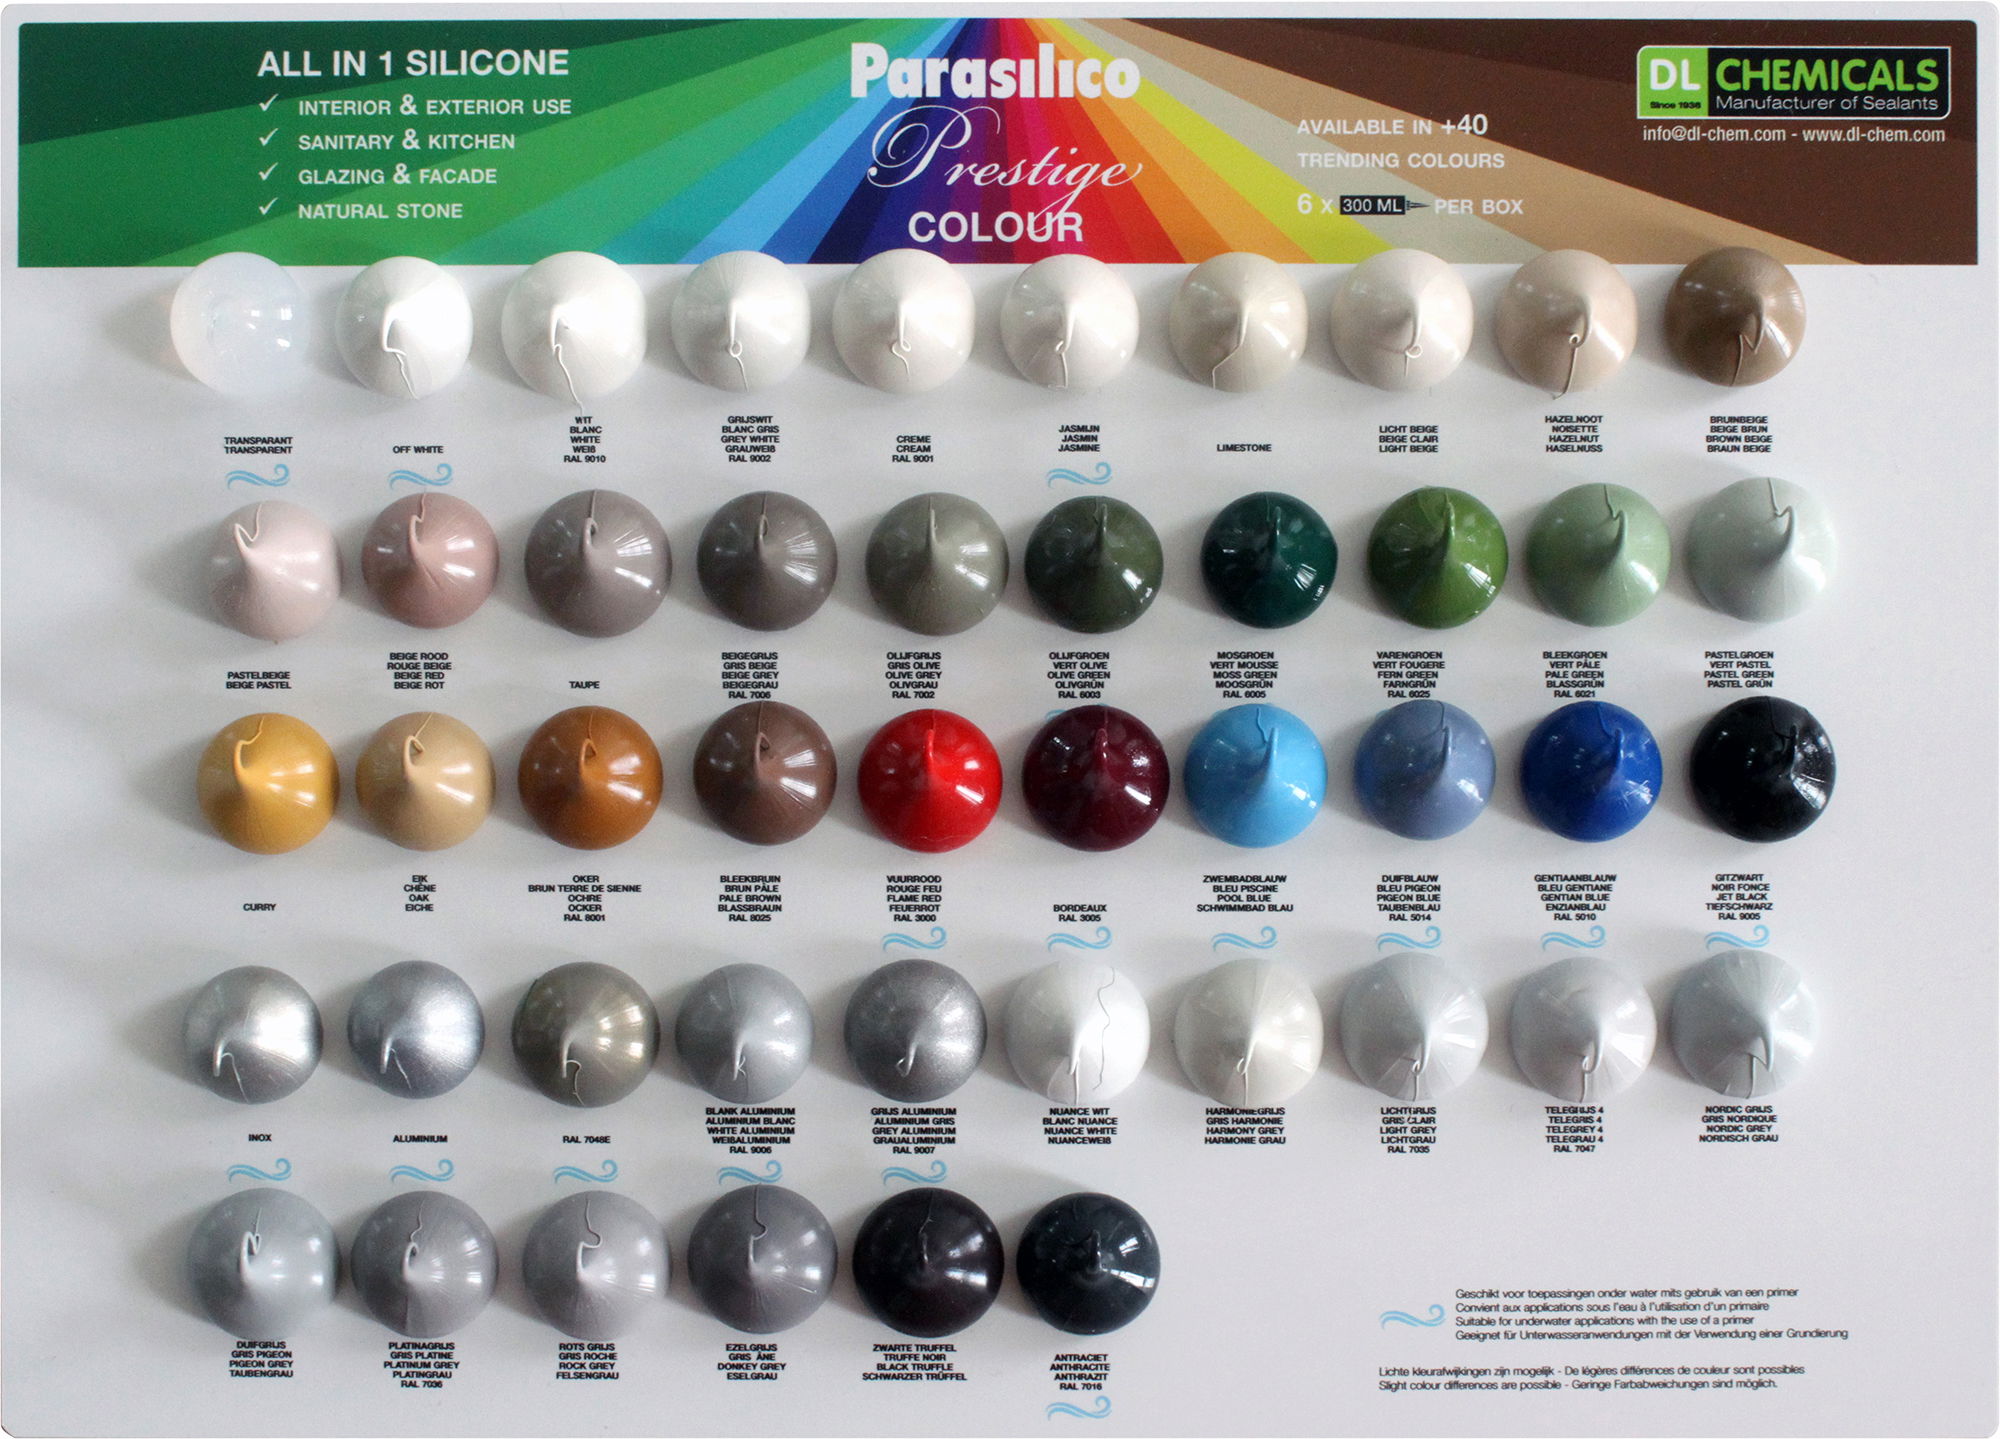 ALL IN 1 SILICONE
✓ INTERIOR & EXTERIOR USE
✓ SANITARY & KITCHEN
✓ GLAZING & FACADE
✓ NATURAL STONE
Parasilico
Prestige
COLOUR
AVAILABLE IN +40
TRENDING COLOURS
6 x 300 ML PER BOX
DL CHEMICALS
Since 1936
Manufacturer of Sealants
info@dl-chem.com - www.dl-chem.com
TRANSPARANT
TRANSPARENT
OFF WHITE
WIT
BLANC
WHITE
WEIß
RAL 9010
GRIJSWIT
BLANC GRIS
GREY WHITE
GRAUWEIß
RAL 9002
CREME
CREAM
RAL 9001
JASMIJN
JASMIN
JASMINE
LIMESTONE
LICHT BEIGE
BEIGE CLAIR
LIGHT BEIGE
HAZELNOOT
NOISETTE
HAZELNUT
HASELNUSS
BRUINBEIGE
BEIGE BRUN
BROWN BEIGE
BRAUN BEIGE
PASTELBEIGE
BEIGE PASTEL
BEIGE ROOD
ROUGE BEIGE
BEIGE RED
BEIGE ROT
TAUPE
BEIGEGRIJS
GRIS BEIGE
BEIGE GREY
BEIGEGRAU
RAL 7006
OLIJFGRIJS
GRIS OLIVE
OLIVE GREY
OLIVGRAU
RAL 7002
OLIJFGROEN
VERT OLIVE
OLIVE GREEN
OLIVGRÜN
RAL 6003
MOSGROEN
VERT MOUSSE
MOSS GREEN
MOOSGRÜN
RAL 6005
VARENGROEN
VERT FOUGERE
FERN GREEN
FARNGRÜN
RAL 6025
BLEEKGROEN
VERT PÂLE
PALE GREEN
BLASSGRÜN
RAL 6021
PASTELGROEN
VERT PASTEL
PASTEL GREEN
PASTEL GRÜN
CURRY
EIK
CHÊNE
OAK
EICHE
OKER
BRUN TERRE DE SIENNE
OCHRE
OCKER
RAL 8001
BLEEKBRUIN
BRUN PÂLE
PALE BROWN
BLASSBRAUN
RAL 8025
VUURROOD
ROUGE FEU
FLAME RED
FEUERROT
RAL 3000
BORDEAUX
RAL 3005
ZWEMBADBLAUW
BLEU PISCINE
POOL BLUE
SCHWIMMBAD BLAU
DUIFBLAUW
BLEU PIGEON
PIGEON BLUE
TAUBENBLAU
RAL 5014
GENTIAANBLAUW
BLEU GENTIANE
GENTIAN BLUE
ENZIANBLAU
RAL 5010
GITZWART
NOIR FONCE
JET BLACK
TIEFSCHWARZ
RAL 9005
INOX
ALUMINIUM
RAL 7048E
BLANK ALUMINIUM
ALUMINIUM BLANC
WHITE ALUMINIUM
WEIßALUMINIUM
RAL 9006
GRIJS ALUMINIUM
ALUMINIUM GRIS
GREY ALUMINIUM
GRAUALUMINIUM
RAL 9007
NUANCE WIT
BLANC NUANCE
NUANCE WHITE
NUANCEWEIß
HARMONIEGRIJS
GRIS HARMONIE
HARMONY GREY
HARMONIE GRAU
LICHTGRIJS
GRIS CLAIR
LIGHT GREY
LICHTGRAU
RAL 7035
TELEGRIJS 4
TELEGRIS 4
TELEGREY 4
TELEGRAU 4
RAL 7047
NORDIC GRIJS
GRIS NORDIQUE
NORDIC GREY
NORDISCH GRAU
DUIFGRIJS
GRIS PIGEON
PIGEON GREY
TAUBENGRAU
PLATINAGRIJS
GRIS PLATINE
PLATINUM GREY
PLATINGRAU
RAL 7036
ROTS GRIJS
GRIS ROCHE
ROCK GREY
FELSENGRAU
EZELGRIJS
GRIS ÂNE
DONKEY GREY
ESELGRAU
ZWARTE TRUFFEL
TRUFFE NOIR
BLACK TRUFFLE
SCHWARZER TRÜFFEL
ANTRACIET
ANTHRACITE
ANTHRAZIT
RAL 7016
Geschikt voor toepassingen onder water mits gebruik van een primer
Convient aux applications sous l'eau à l'utilisation d'un primaire
Suitable for underwater applications with the use of a primer
Geeignet für Unterwasseranwendungen mit der Verwendung einer Grundierung
Lichte kleurafwijkingen zijn mogelijk - De légères différences de couleur sont possibles
Slight colour differences are possible - Geringe Farbabweichungen sind möglich.